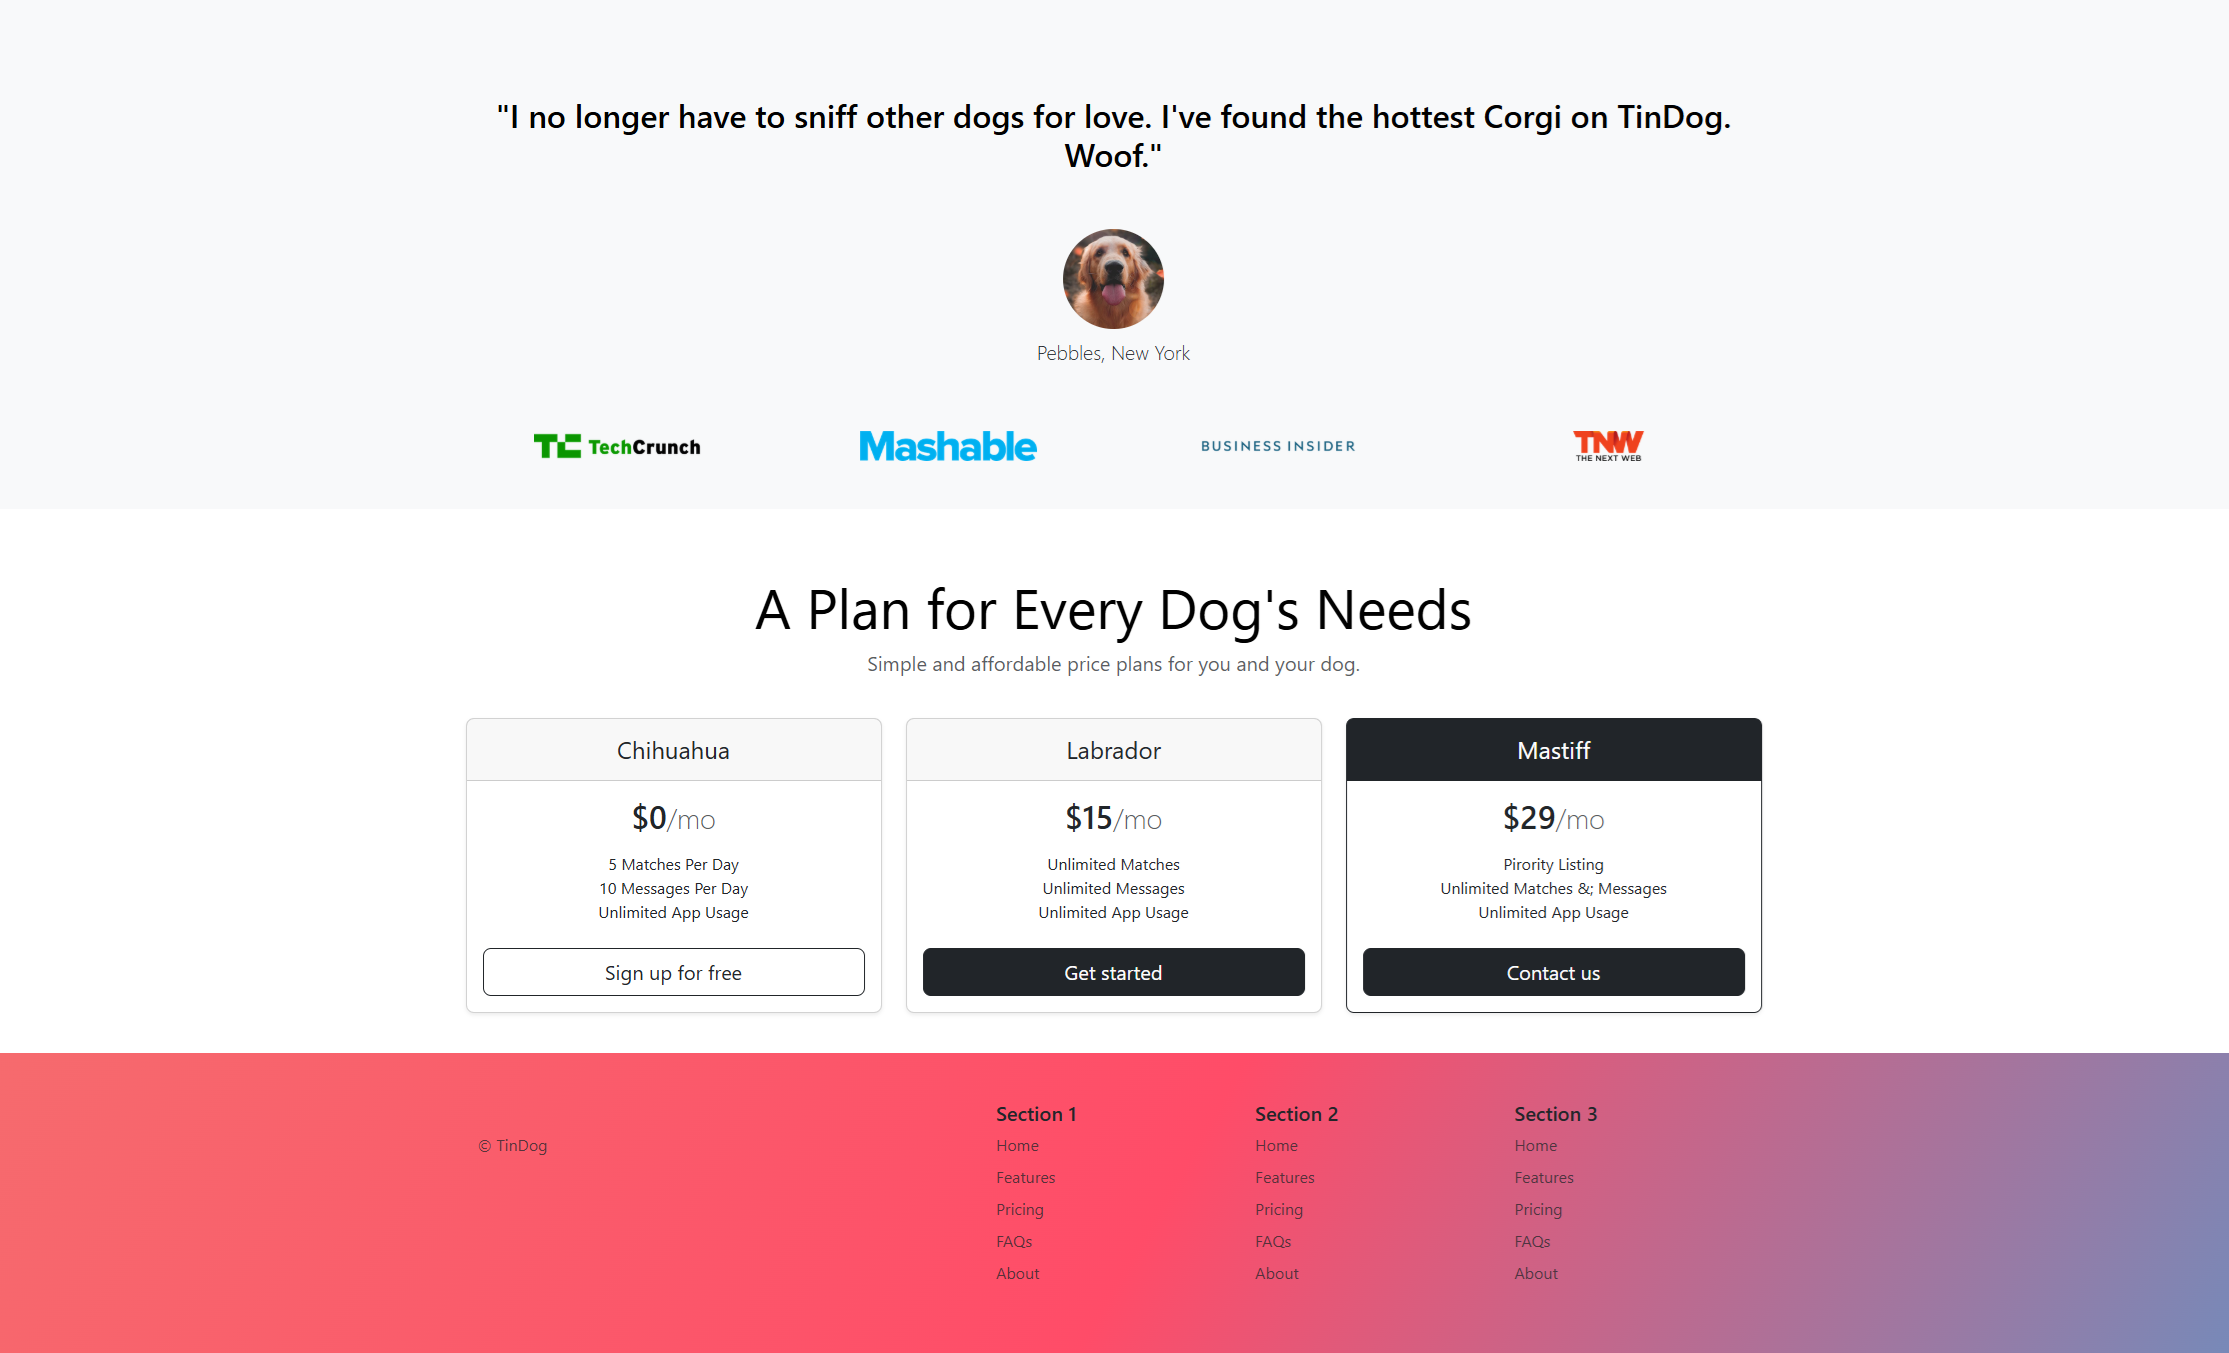 "I no longer have to sniff other dogs for love. I've found the hottest Corgi on TinDog.
Woof."
Pebbles, New York
TC TechCrunch
Mashable
BUSINESS INSIDER
TNW
THE NEXT WEB
A Plan for Every Dog's Needs
Simple and affordable price plans for you and your dog.
Chihuahua
$0/mo
5 Matches Per Day
10 Messages Per Day
Unlimited App Usage
Sign up for free
Labrador
$15/mo
Unlimited Matches
Unlimited Messages
Unlimited App Usage
Get started
Mastiff
$29/mo
Pirority Listing
Unlimited Matches &; Messages
Unlimited App Usage
Contact us
© TinDog
Section 1
Home
Features
Pricing
FAQs
About
Section 2
Home
Features
Pricing
FAQs
About
Section 3
Home
Features
Pricing
FAQs
About